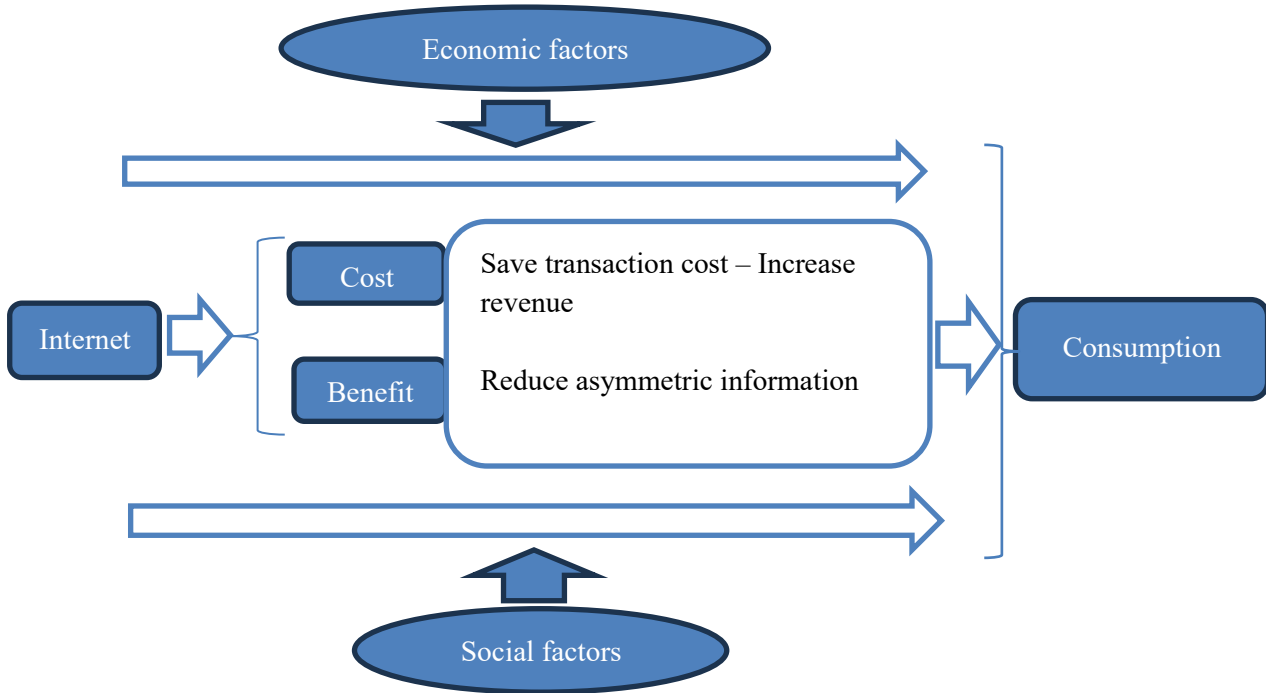 Economic factors
Internet
Cost
Benefit
Save transaction cost – Increase
revenue
Reduce asymmetric information
Consumption
Social factors